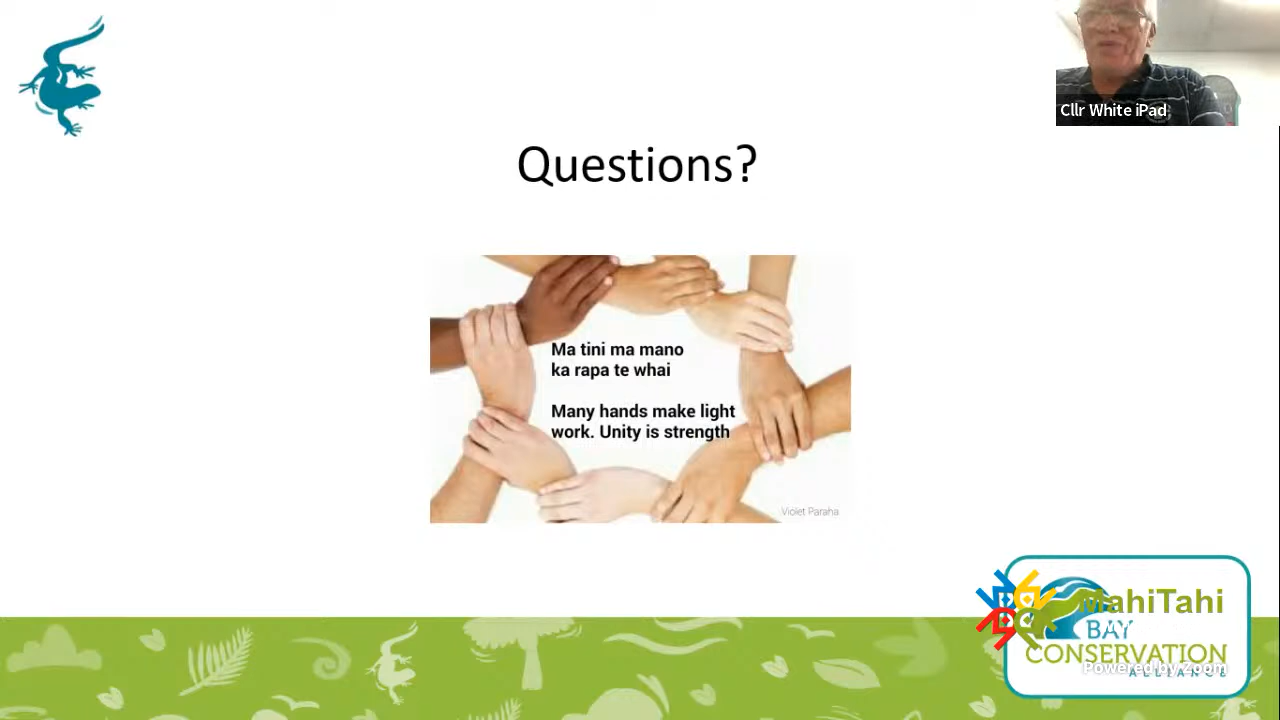 Cllr White iPad
Questions?
Ma tini ma mano
ka rapa te whai
Many hands make light
work. Unity is strength
Violet Paraha
MahiTahi
BAY
CONSERVATION
ALLIANCE
Powered by Zoom